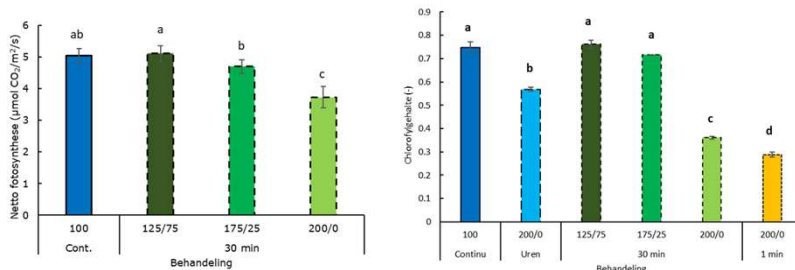 Netto fotosynthese (µmol CO₂/m²/s)
6
5
4
3
2
1
0
ab
a
b
c
100
125/75
175/25
200/0
Cont.
30 min
Behandeling
Chlorofylgehalte (-)
0.9
0.8
0.7
0.6
0.5
0.4
0.3
0.2
0.1
0
a
b
a
a
c
d
100
200/0
125/75
175/25
200/0
200/0
Continu
Uren
30 min
1 min
Behandeling